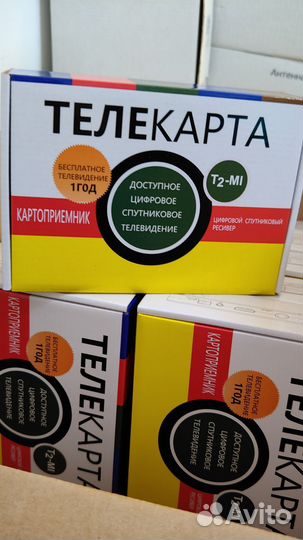 Антенн
ТЕЛЕКАРТА
БЕСПЛАТНОЕ
ТЕЛЕВИДЕНИЕ
1ГОД
ДОСТУПНОЕ
ЦИФРОВОЕ
СПУТНИКОВОЕ
ТЕЛЕВИДЕНИЕ
T2-MI
КАРТОПРИЕМНИК
ЦИФРОВОЙ СПУТНИКОВЫЙ
РЕСИВЕР
ТЕЛЕКАРТА
БЕСПЛАТНОЕ
ТЕЛЕВИДЕНИЕ
1ГОД
КАРТОПРИЕМНИК
ДОСТУПНОЕ
ЦИФРОВОЕ
СПУТНИКОВОЕ
ТЕЛЕВИДЕНИЕ
T2-MI
ТЕЛЕКАРТА
БЕСПЛАТНОЕ
ТЕЛЕВИДЕНИЕ
1ГОД
КАРТОПРИЕМНИК
ДОСТУПНОЕ
ЦИФРОВОЕ
СПУТНИКОВОЕ
ТЕЛЕВИДЕНИЕ
Avito